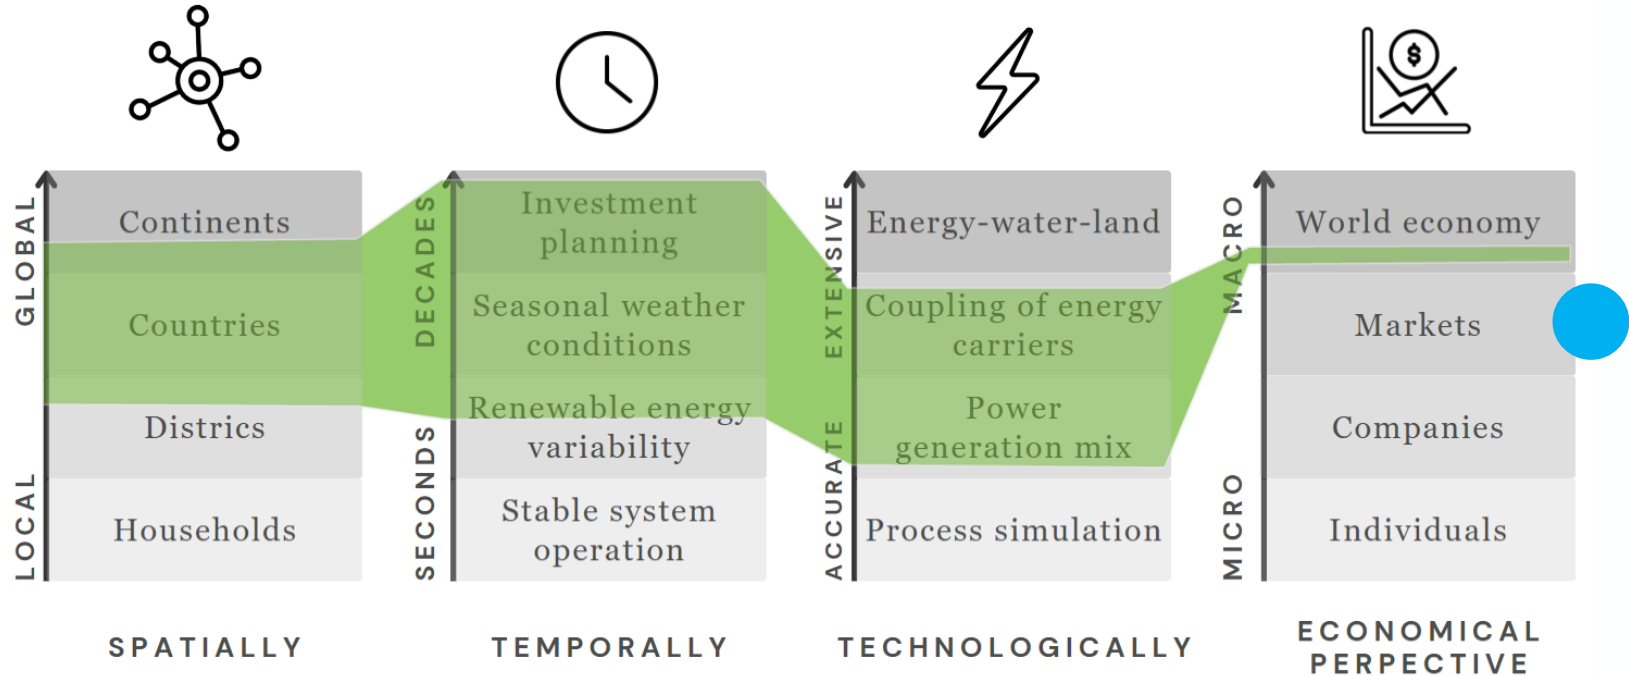 $
GLOBAL
LOCAL
Continents
Countries
Districs
Households
SPATIALLY
DECADES
SECONDS
Investment
planning
Seasonal weather
conditions
Renewable energy
variability
Stable system
operation
TEMPORALLY
EXTENSIVE
ACCURATE
Energy-water-land
Coupling of energy
carriers
Power
generation mix
Process simulation
TECHNOLOGICALLY
MACRO
MICRO
World economy
Markets
Companies
Individuals
ECONOMICAL
PERPECTIVE